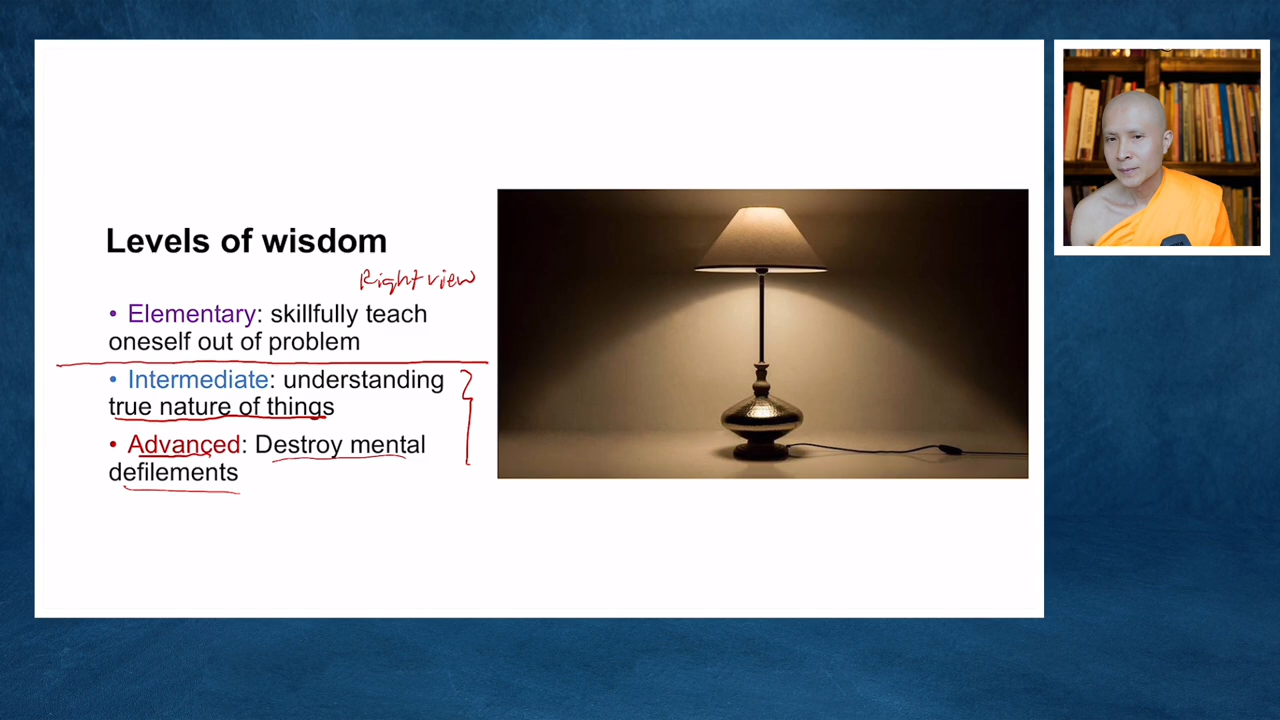 Levels of wisdom
Right view
• Elementary: skillfully teach
oneself out of problem
• Intermediate: understanding
true nature of things
• Advanced: Destroy mental
defilements